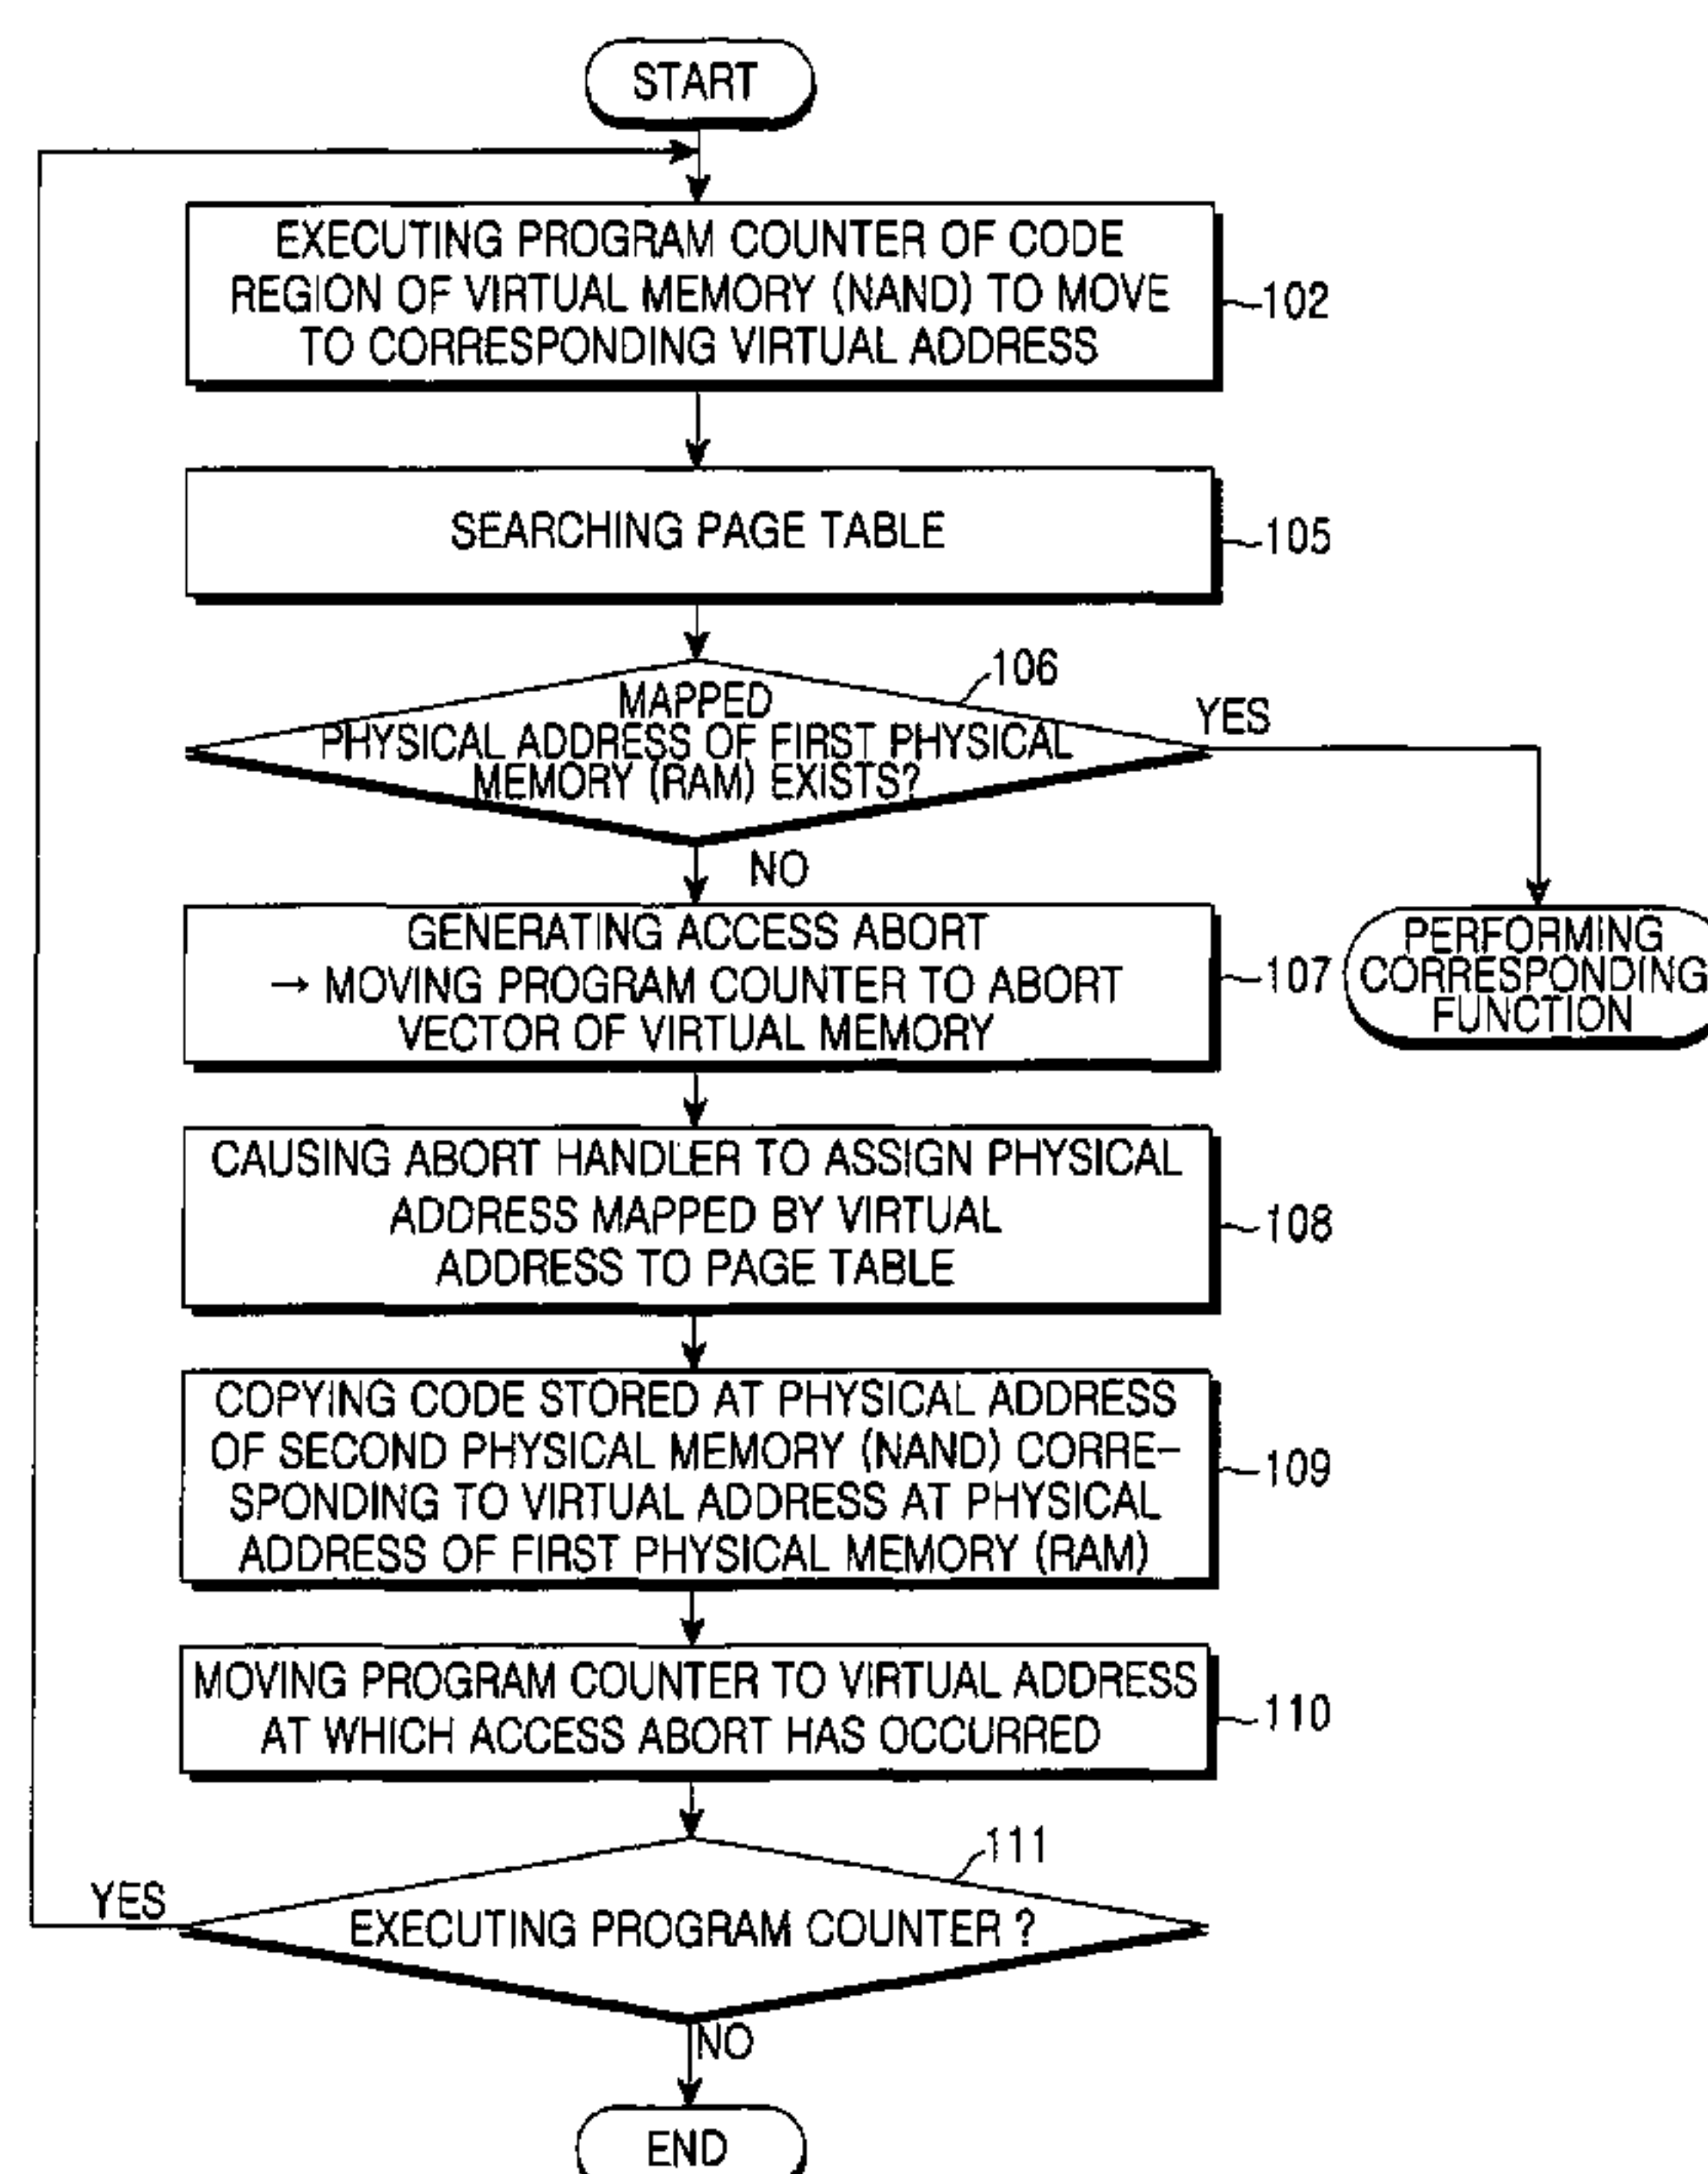 START
EXECUTING PROGRAM COUNTER OF CODE
REGION OF VIRTUAL MEMORY (NAND) TO MOVE
TO CORRESPONDING VIRTUAL ADDRESS
102
SEARCHING PAGE TABLE
105
106
MAPPED
PHYSICAL ADDRESS OF FIRST PHYSICAL
MEMORY (RAM) EXISTS?
YES
NO
GENERATING ACCESS ABORT
→ MOVING PROGRAM COUNTER TO ABORT
VECTOR OF VIRTUAL MEMORY
107
PERFORMING
CORRESPONDING
FUNCTION
CAUSING ABORT HANDLER TO ASSIGN PHYSICAL
ADDRESS MAPPED BY VIRTUAL
ADDRESS TO PAGE TABLE
108
COPYING CODE STORED AT PHYSICAL ADDRESS
OF SECOND PHYSICAL MEMORY (NAND) CORRE-
SPONDING TO VIRTUAL ADDRESS AT PHYSICAL
ADDRESS OF FIRST PHYSICAL MEMORY (RAM)
109
MOVING PROGRAM COUNTER TO VIRTUAL ADDRESS
AT WHICH ACCESS ABORT HAS OCCURRED
110
111
YES
EXECUTING PROGRAM COUNTER ?
NO
END